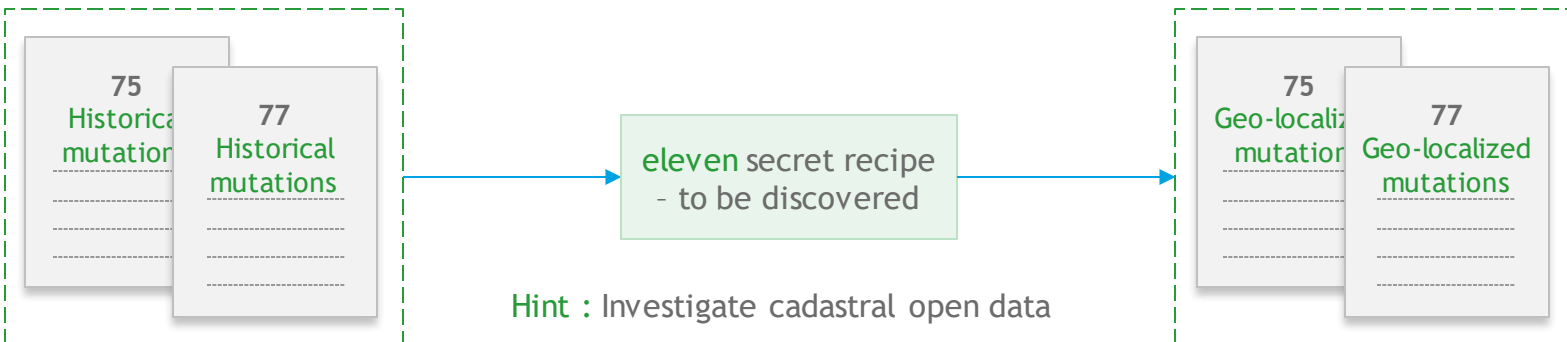 75
Historica
mutation
77
Historical
mutations
eleven secret recipe
– to be discovered
Hint : Investigate cadastral open data
75
Geo-localiz
mutation
77
Geo-localized
mutations